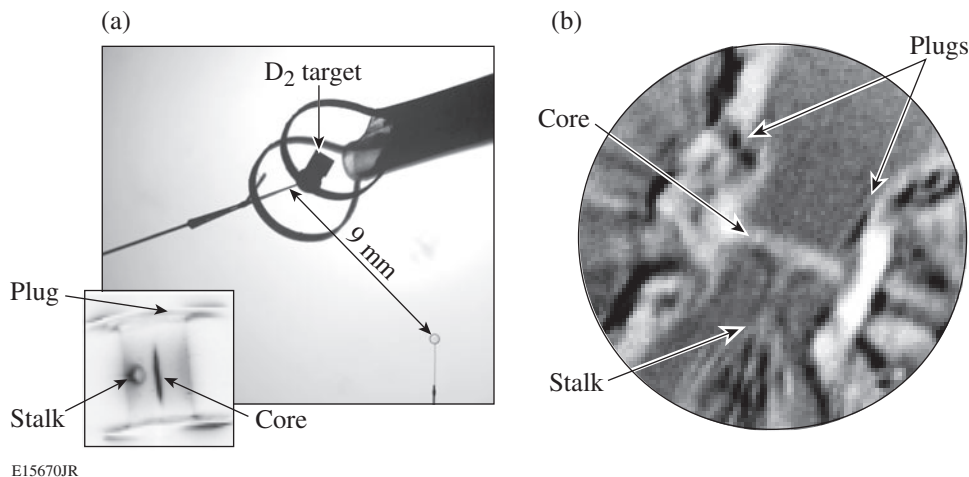 (a)
D₂ target
9 mm
Plug
Stalk
Core
E15670JR
(b)
Plugs
Core
Stalk